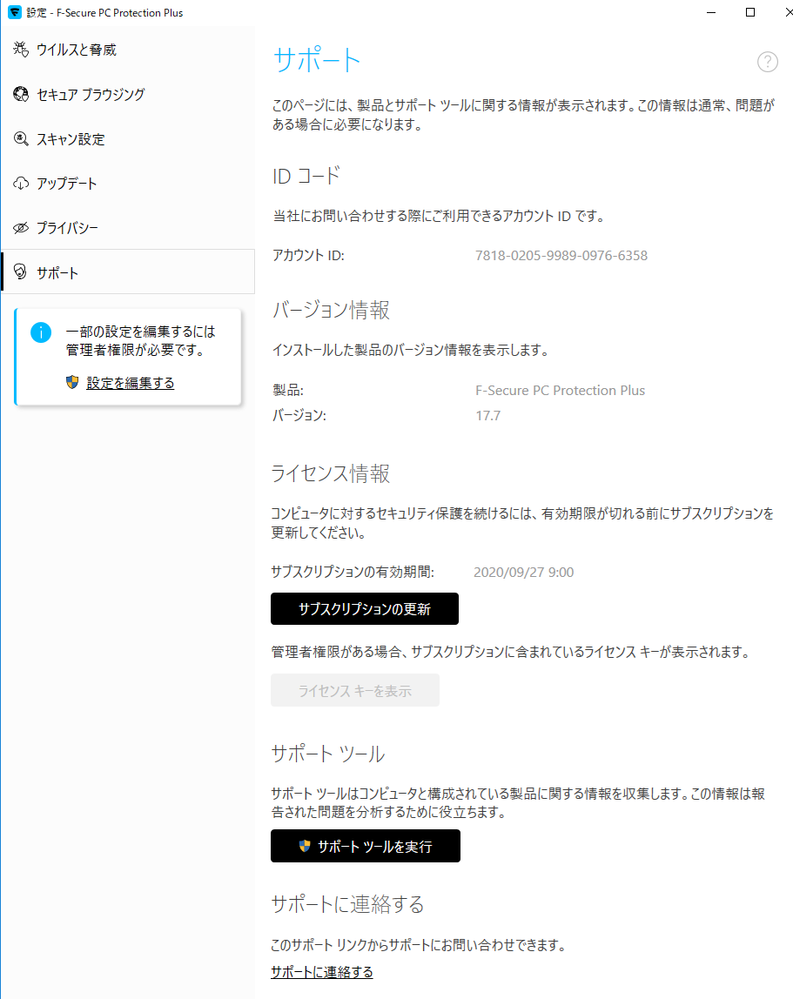 設定 - F-Secure PC Protection Plus
ウイルスと脅威
セキュア ブラウジング
スキャン設定
アップデート
プライバシー
サポート
一部の設定を編集するには
管理者権限が必要です。
設定を編集する
サポート
このページには、製品とサポート ツールに関する情報が表示されます。この情報は通常、問題が
ある場合に必要になります。
ID コード
当社にお問い合わせする際にご利用できるアカウント ID です。
アカウント ID: 7818-0205-9989-0976-6358
バージョン情報
インストールした製品のバージョン情報を表示します。
製品: F-Secure PC Protection Plus
バージョン: 17.7
ライセンス情報
コンピュータに対するセキュリティ保護を続けるには、有効期限が切れる前にサブスクリプションを
更新してください。
サブスクリプションの有効期間: 2020/09/27 9:00
サブスクリプションの更新
管理者権限がある場合、サブスクリプションに含まれているライセンス キーが表示されます。
ライセンス キーを表示
サポート ツール
サポート ツールはコンピュータと構成されている製品に関する情報を収集します。この情報は報
告された問題を分析するために役立ちます。
サポート ツールを実行
サポートに連絡する
このサポート リンクからサポートにお問い合わせできます。
サポートに連絡する